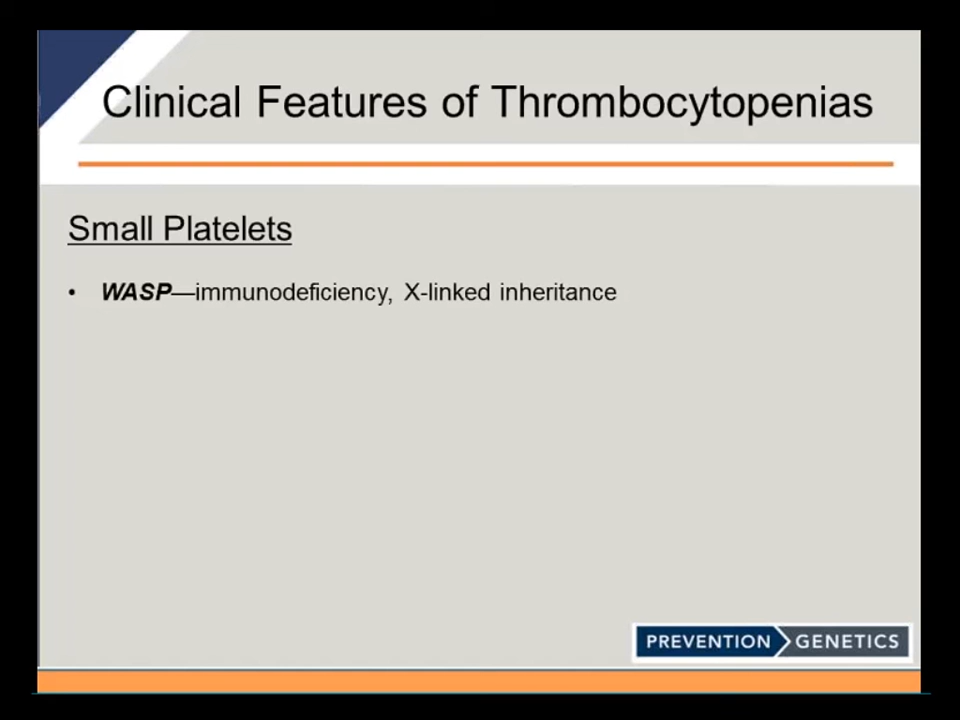 Clinical Features of Thrombocytopenias
Small Platelets
• WASP—immunodeficiency, X-linked inheritance
PREVENTION GENETICS